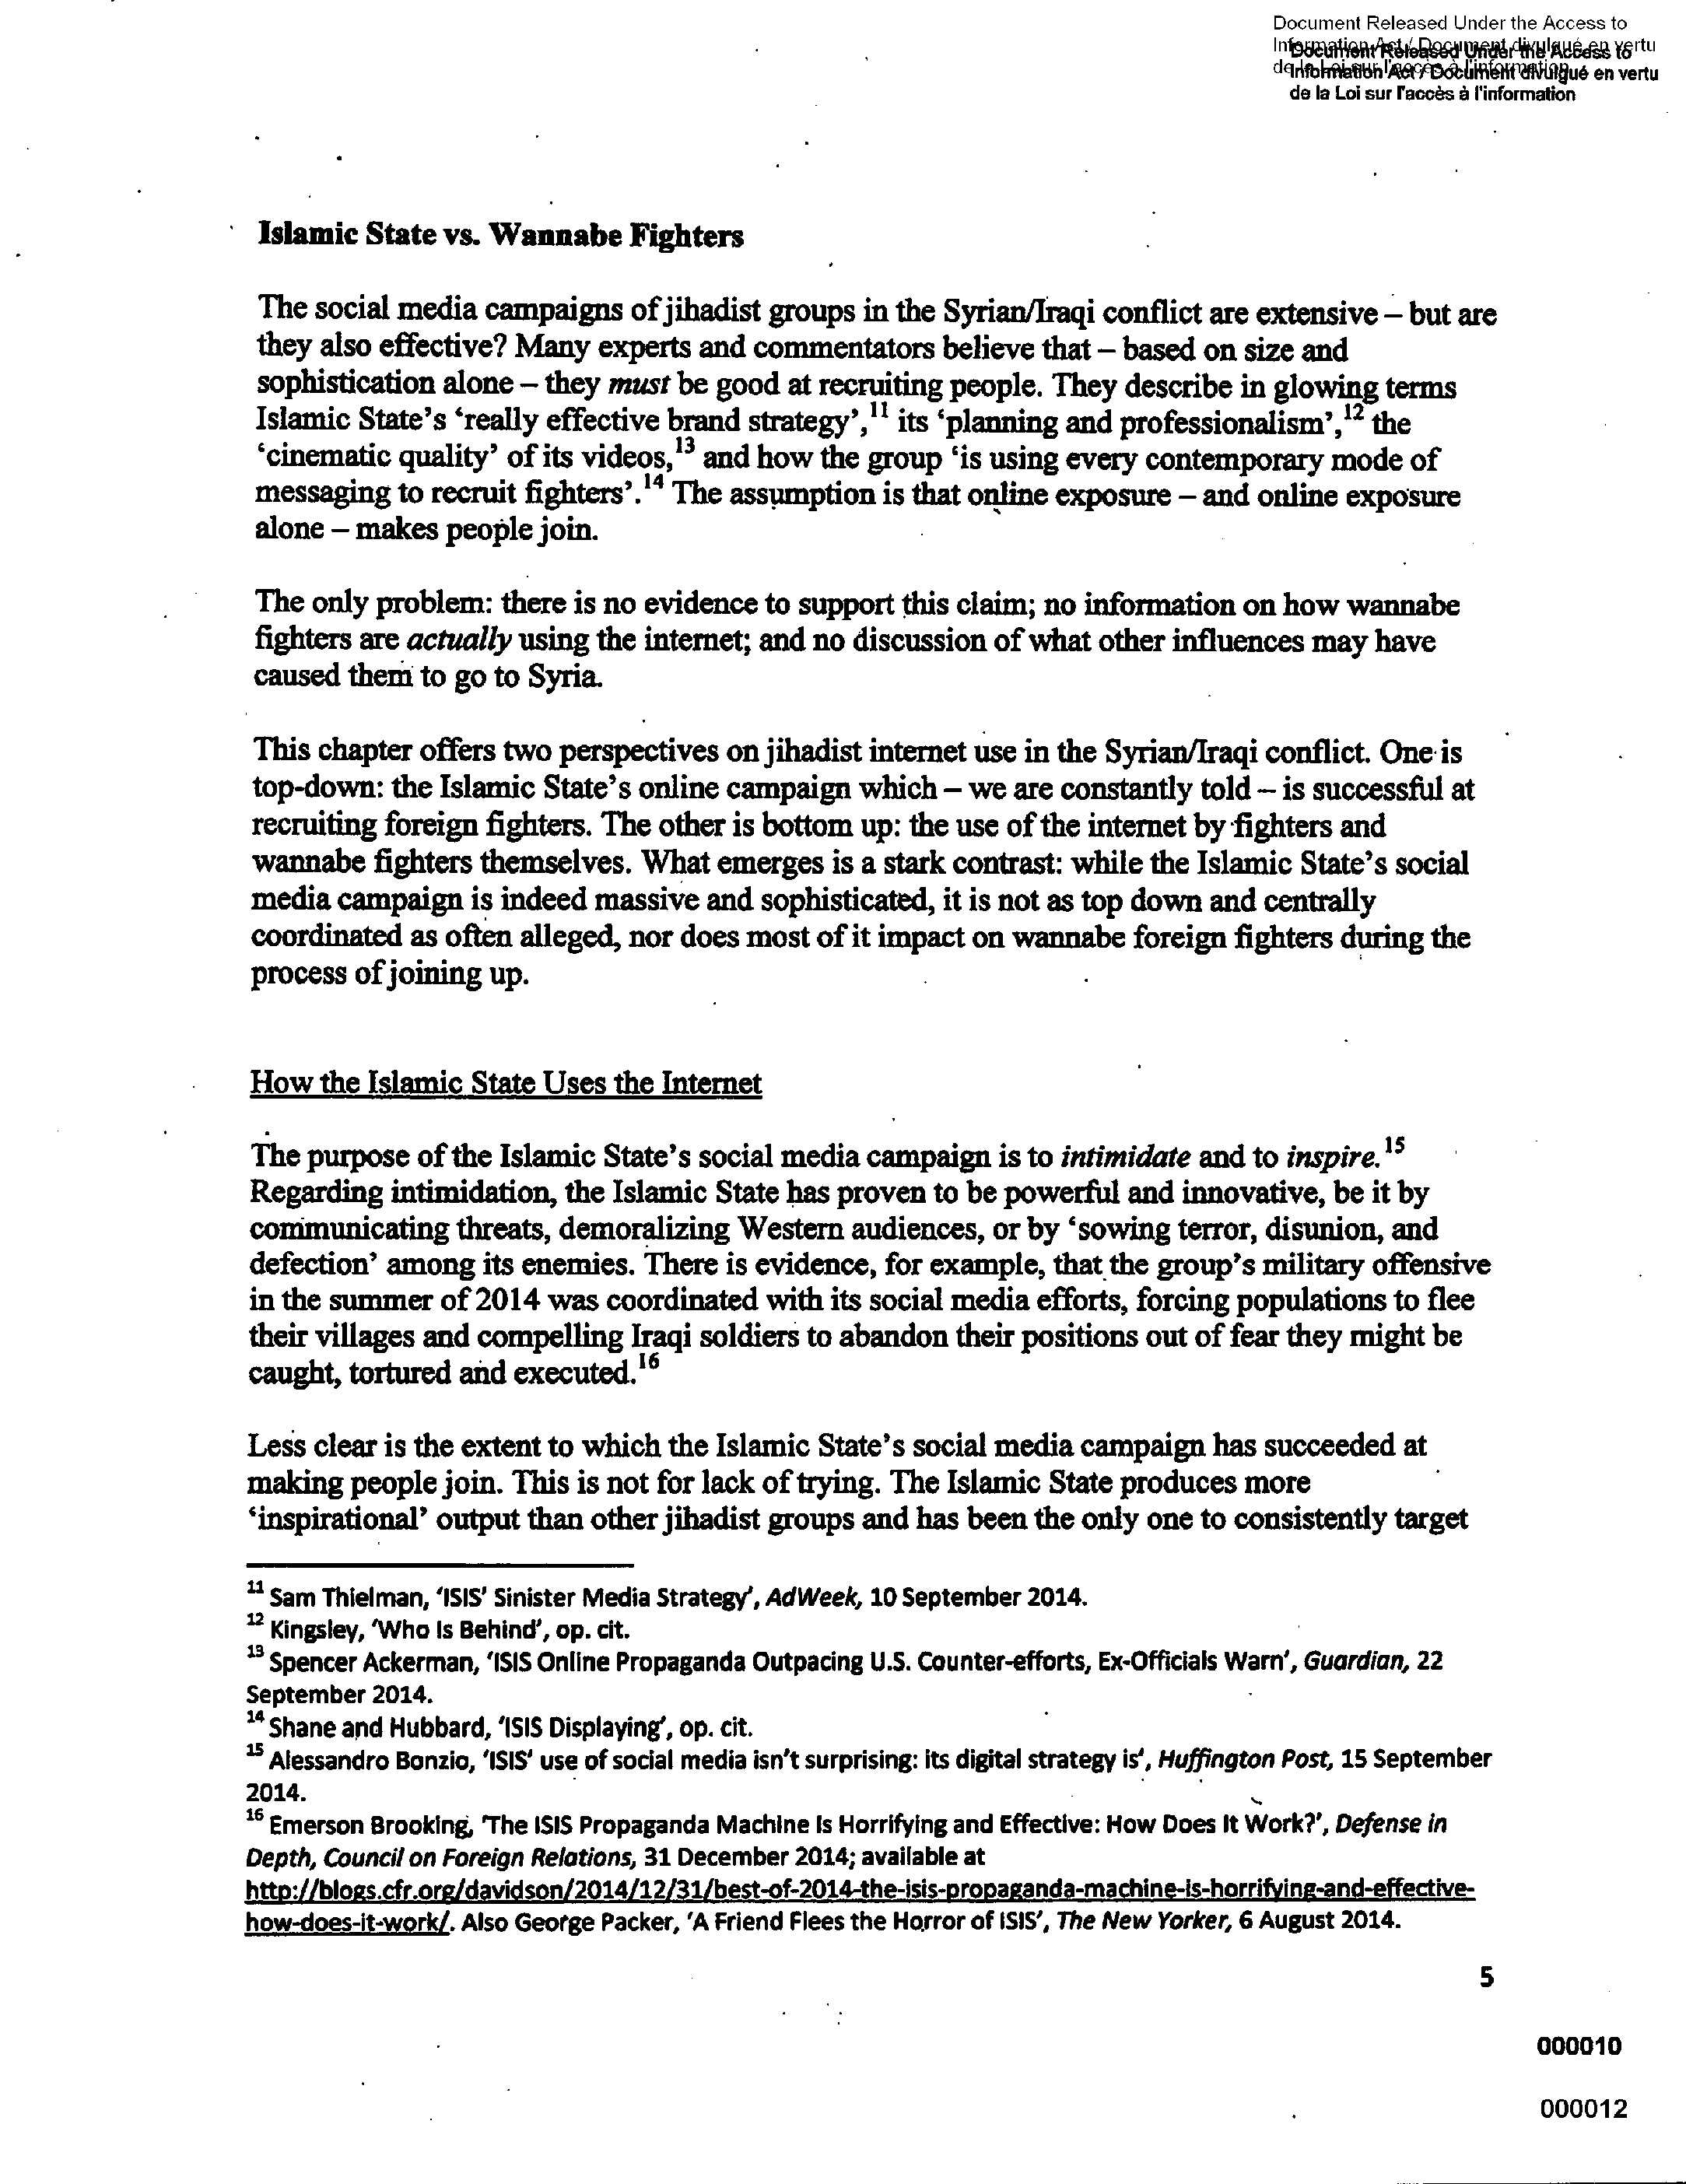 Document Released Under the Access to
Information Act / Document divulgué en vertu
de la Loi sur l'accès à l'information
Document Released Under the Access to
Information Act / Document divulgué en vertu
de la Loi sur l'accès à l'information
Islamic State vs. Wannabe Fighters
The social media campaigns of jihadist groups in the Syrian/Iraqi conflict are extensive – but are
they also effective? Many experts and commentators believe that – based on size and
sophistication alone – they must be good at recruiting people. They describe in glowing terms
Islamic State's 'really effective brand strategy',11 its 'planning and professionalism',12 the
'cinematic quality' of its videos,13 and how the group 'is using every contemporary mode of
messaging to recruit fighters'.14 The assumption is that online exposure – and online exposure
alone – makes people join.
The only problem: there is no evidence to support this claim; no information on how wannabe
fighters are actually using the internet; and no discussion of what other influences may have
caused them to go to Syria.
This chapter offers two perspectives on jihadist internet use in the Syrian/Iraqi conflict. One is
top-down: the Islamic State's online campaign which – we are constantly told – is successful at
recruiting foreign fighters. The other is bottom up: the use of the internet by fighters and
wannabe fighters themselves. What emerges is a stark contrast: while the Islamic State's social
media campaign is indeed massive and sophisticated, it is not as top down and centrally
coordinated as often alleged, nor does most of it impact on wannabe foreign fighters during the
process of joining up.
How the Islamic State Uses the Internet
The purpose of the Islamic State's social media campaign is to intimidate and to inspire.15
Regarding intimidation, the Islamic State has proven to be powerful and innovative, be it by
communicating threats, demoralizing Western audiences, or by 'sowing terror, disunion, and
defection' among its enemies. There is evidence, for example, that the group's military offensive
in the summer of 2014 was coordinated with its social media efforts, forcing populations to flee
their villages and compelling Iraqi soldiers to abandon their positions out of fear they might be
caught, tortured and executed.16
Less clear is the extent to which the Islamic State's social media campaign has succeeded at
making people join. This is not for lack of trying. The Islamic State produces more
'inspirational' output than other jihadist groups and has been the only one to consistently target
11 Sam Thielman, 'ISIS' Sinister Media Strategy', AdWeek, 10 September 2014.
12 Kingsley, 'Who Is Behind', op. cit.
13 Spencer Ackerman, 'ISIS Online Propaganda Outpacing U.S. Counter-efforts, Ex-Officials Warn', Guardian, 22
September 2014.
14 Shane and Hubbard, 'ISIS Displaying', op. cit.
15 Alessandro Bonzio, 'ISIS' use of social media isn't surprising: its digital strategy is', Huffington Post, 15 September
2014.
16 Emerson Brooking, 'The ISIS Propaganda Machine Is Horrifying and Effective: How Does It Work?', Defense in
Depth, Council on Foreign Relations, 31 December 2014; available at
http://blogs.cfr.org/davidson/2014/12/31/best-of-2014-the-isis-propaganda-machine-is-horrifying-and-effective-
how-does-it-work/. Also George Packer, 'A Friend Flees the Horror of ISIS', The New Yorker, 6 August 2014.
5
000010
000012